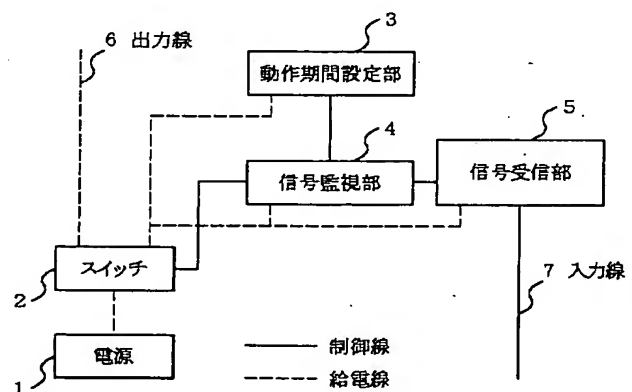 3
6 出力線
動作期間設定部
5
4
信号受信部
信号監視部
スイッチ
7 入力線
2
電源
制御線
1
給電線